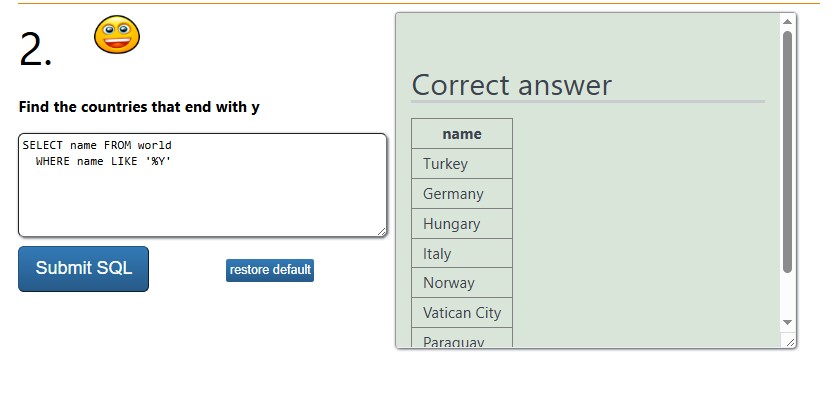 2.
Find the countries that end with y
SELECT name FROM world
WHERE name LIKE '%Y'
Submit SQL
restore default
Correct answer
name
Turkey
Germany
Hungary
Italy
Norway
Vatican City
Paraguay